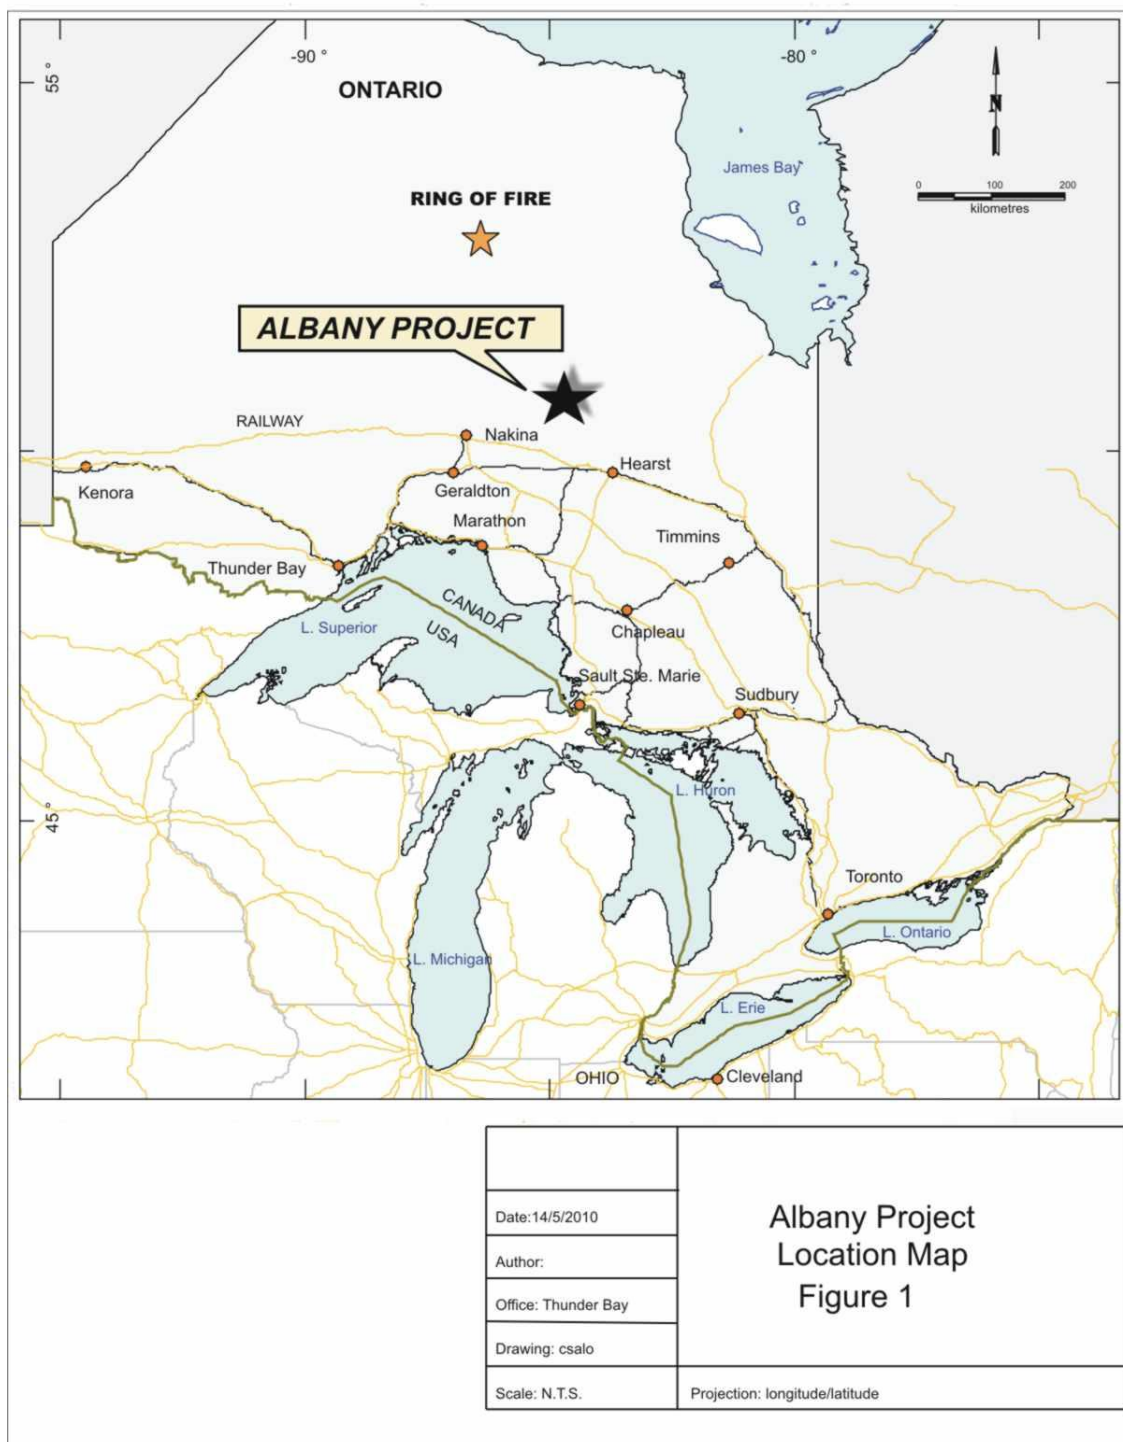 -90 °
-80 °
55°
ONTARIO
N
James Bay
0 100 200
kilometres
RING OF FIRE
ALBANY PROJECT
RAILWAY
Nakina
Hearst
Kenora
Geraldton
Marathon
Timmins
Thunder Bay
CANADA
USA
L. Superior
Chapleau
Sault Ste. Marie
Sudbury
L. Huron
45°
Toronto
L. Ontario
L. Michigan
L. Erie
OHIO
Cleveland
Date:14/5/2010
Author:
Office: Thunder Bay
Drawing: csalo
Scale: N.T.S.
Albany Project
Location Map
Figure 1
Projection: longitude/latitude